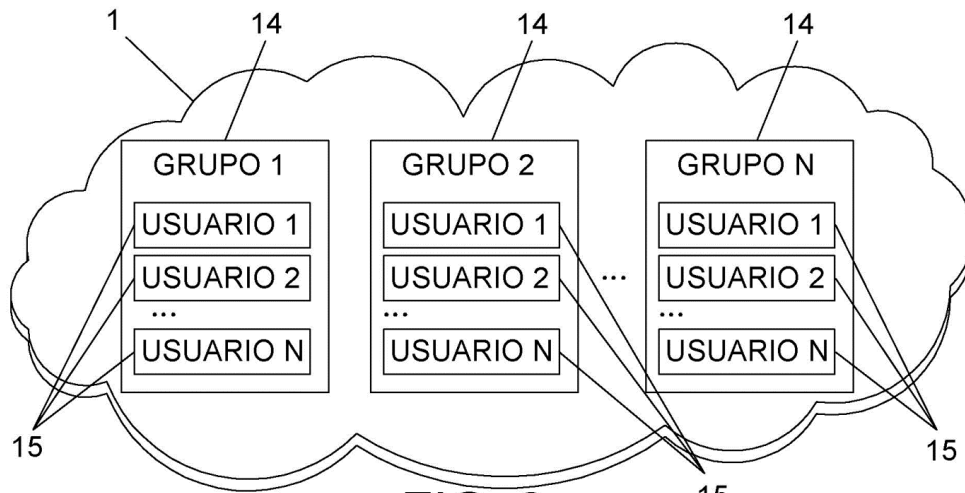 1 14 14 14
GRUPO 1 GRUPO 2 GRUPO N
USUARIO 1 USUARIO 1 USUARIO 1
USUARIO 2 USUARIO 2 ... USUARIO 2
... ... ...
USUARIO N USUARIO N USUARIO N
15 15 15